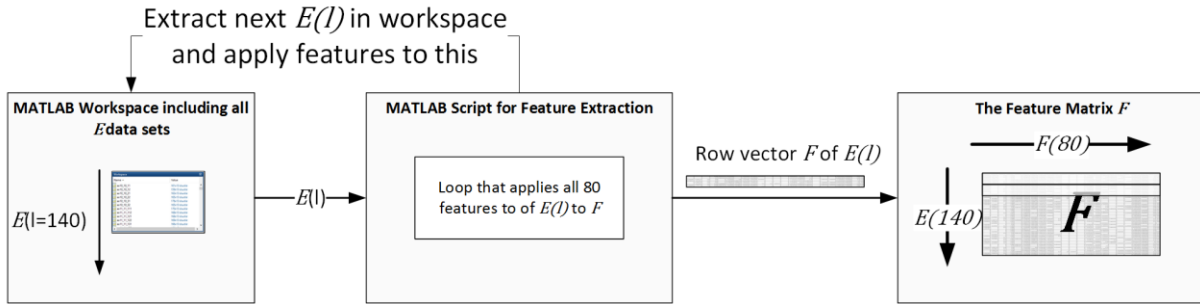 Extract next E(l) in workspace
and apply features to this
MATLAB Workspace including all
E data sets
E(l=140)
E(l)
MATLAB Script for Feature Extraction
Loop that applies all 80
features to of E(l) to F
Row vector F of E(l)
The Feature Matrix F
F(80)
E(140)
F